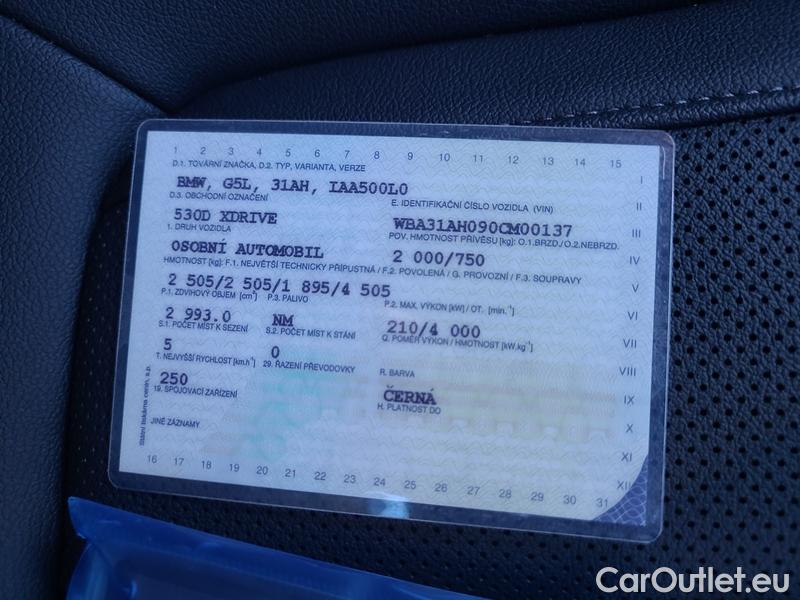 1 2 3 4 5 6 7 8 9 10 11 12 13 14 15
D.1. TOVÁRNÍ ZNAČKA, D.2. TYP, VARIANTA, VERZE
I
BMW, G5L, 31AH, IAA500L0
II
D.3. OBCHODNÍ OZNAČENÍ
E. IDENTIFIKAČNÍ ČÍSLO VOZIDLA (VIN)
530D XDRIVE
WBA31AH090CM00137
III
1. DRUH VOZIDLA
POV. HMOTNOST PŘÍVĚSU [kg]: O.1.BRZD./O.2.NEBRZD.
OSOBNÍ AUTOMOBIL
2 000/750
IV
HMOTNOST [kg]: F.1. NEJVĚTŠÍ TECHNICKY PŘÍPUSTNÁ / F.2. POVOLENÁ / G. PROVOZNÍ / F.3. SOUPRAVY
2 505/2 505/1 895/4 505
V
P.1. ZDVIHOVÝ OBJEM [cm³]
P.3. PALIVO
P.2. MAX. VÝKON [kW] / OT. [min.⁻¹]
2 993.0
NM
210/4 000
VI
S.1. POČET MÍST K SEZENÍ
S.2. POČET MÍST K STÁNÍ
Q. POMĚR VÝKON / HMOTNOST [kW.kg⁻¹]
VII
5
0
T. NEJVYŠŠÍ RYCHLOST [km.h⁻¹]
29. ŘAZENÍ PŘEVODOVKY
R. BARVA
VIII
250
ČERNÁ
IX
19. SPOJOVACÍ ZAŘÍZENÍ
H. PLATNOST DO
X
JINÉ ZÁZNAMY
XI
XII
16 17 18 19 20 21 22 23 24 25 26 27 28 29 30 31
Státní tiskárna cenin, s.p.
CarOutlet.eu